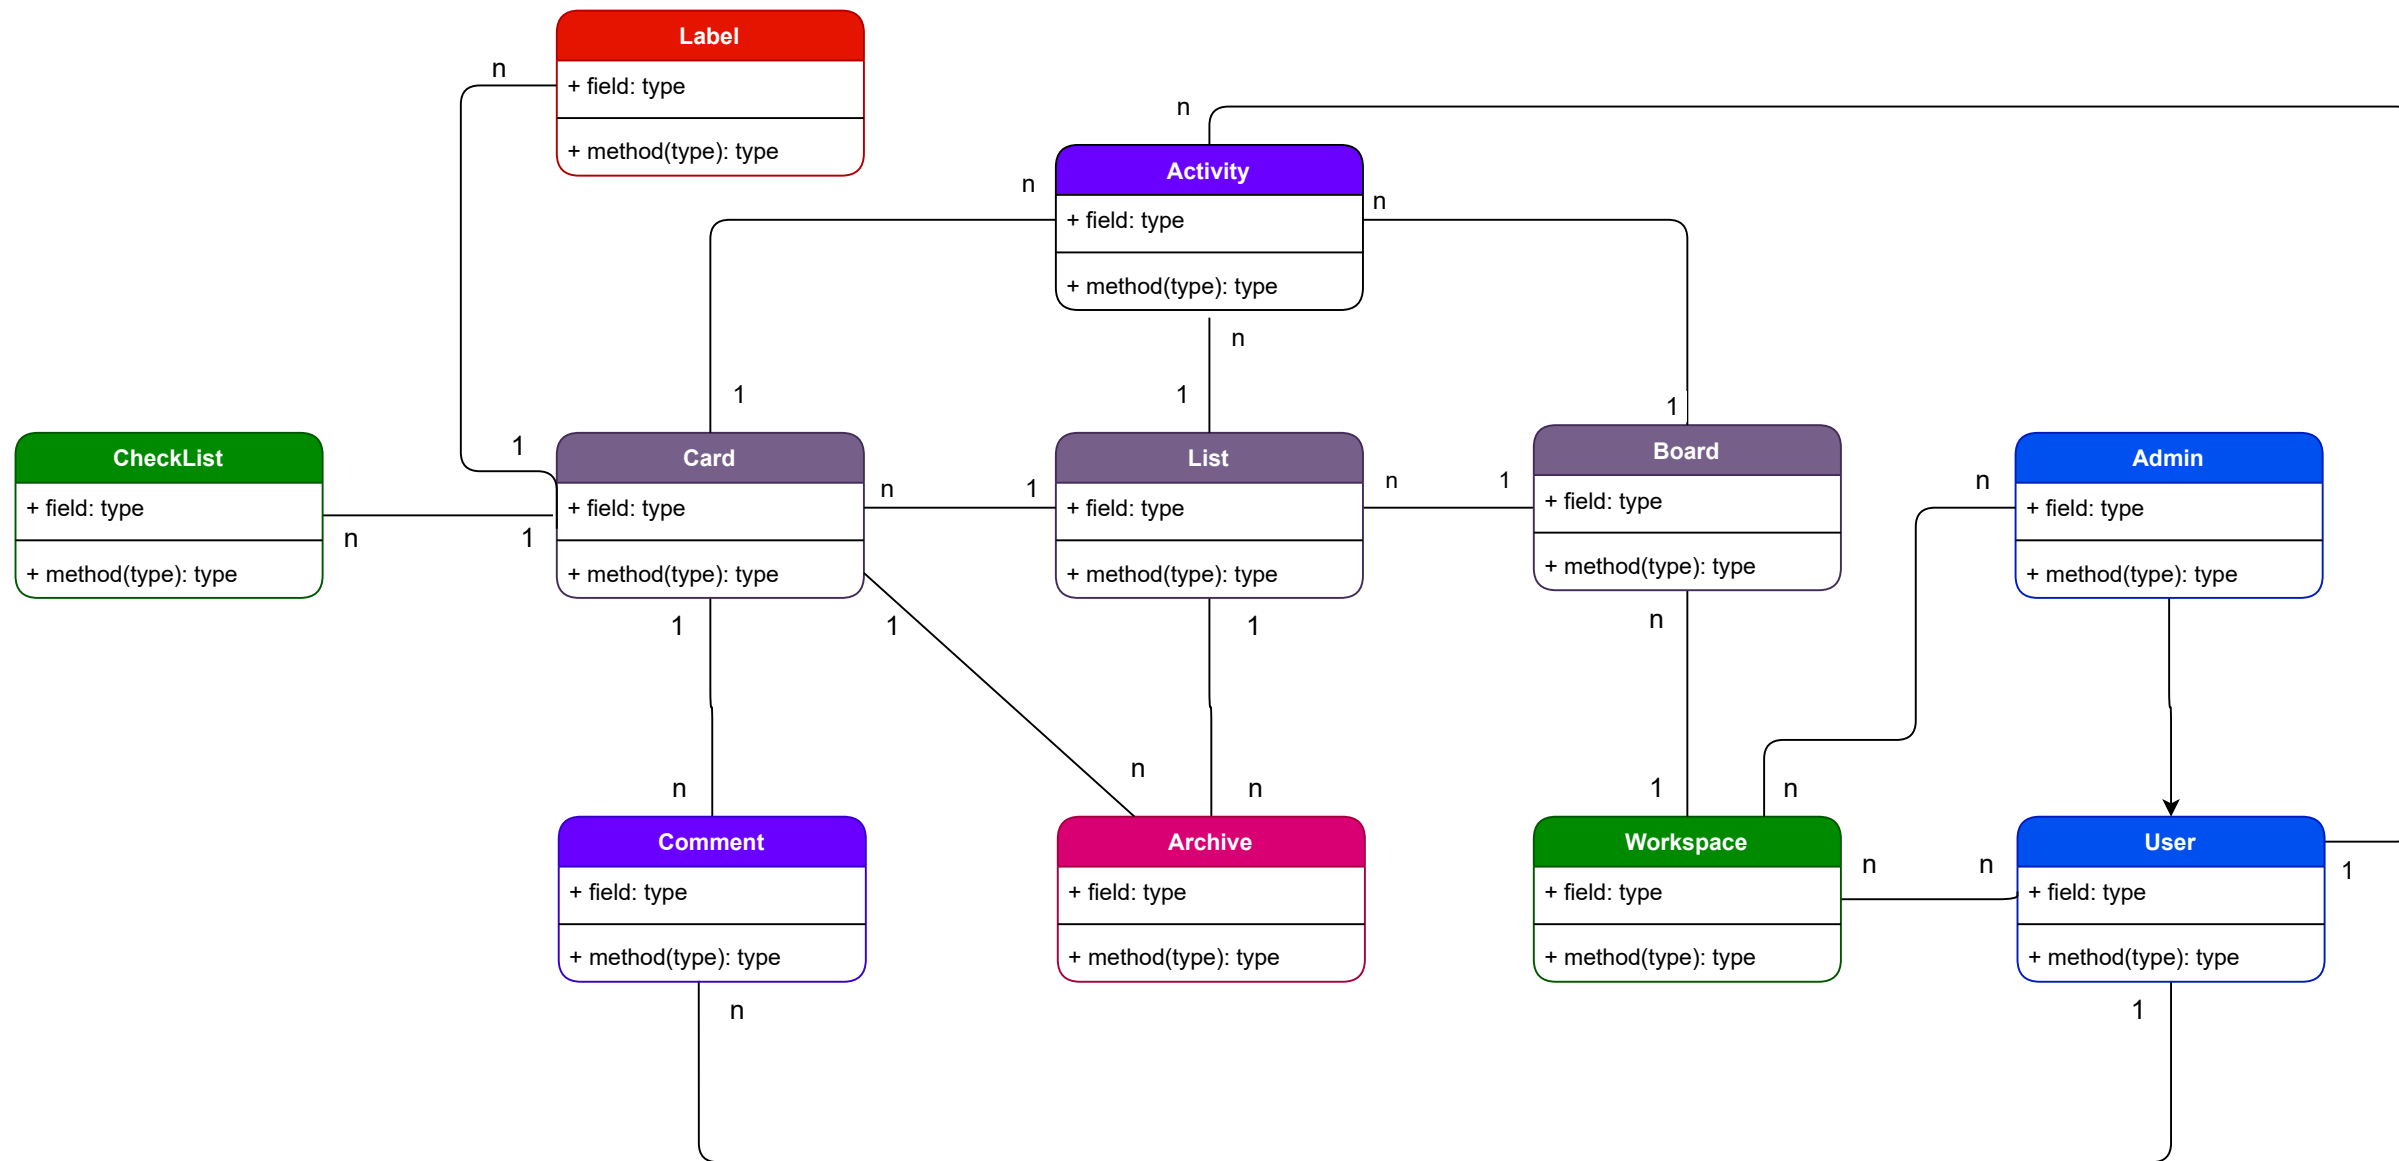 Label
+ field: type
+ method(type): type
n
n
Activity
+ field: type
+ method(type): type
n
n
n
1
1
1
1
CheckList
+ field: type
+ method(type): type
n
1
Card
+ field: type
+ method(type): type
n
1
List
+ field: type
+ method(type): type
n
1
Board
+ field: type
+ method(type): type
n
Admin
+ field: type
+ method(type): type
1
1
1
n
n
n
n
1
n
Comment
+ field: type
+ method(type): type
Archive
+ field: type
+ method(type): type
Workspace
+ field: type
+ method(type): type
n
n
User
+ field: type
+ method(type): type
1
n
1